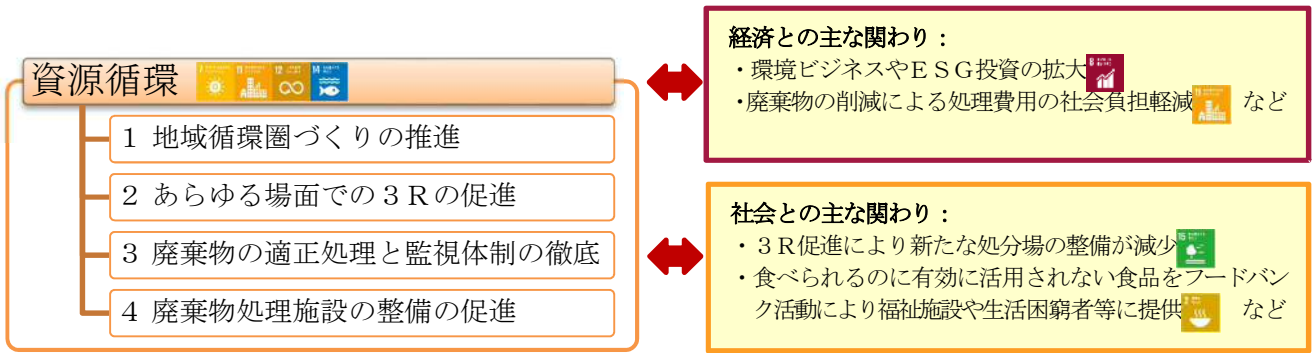 資源循環
1 地域循環圏づくりの推進
2 あらゆる場面での3Rの促進
3 廃棄物の適正処理と監視体制の徹底
4 廃棄物処理施設の整備の促進
経済との主な関わり:
・環境ビジネスやESG投資の拡大
・廃棄物の削減による処理費用の社会負担軽減 など
社会との主な関わり:
・3R促進により新たな処分場の整備が減少
・食べられるのに有効に活用されない食品をフードバン
ク活動により福祉施設や生活困窮者等に提供 など